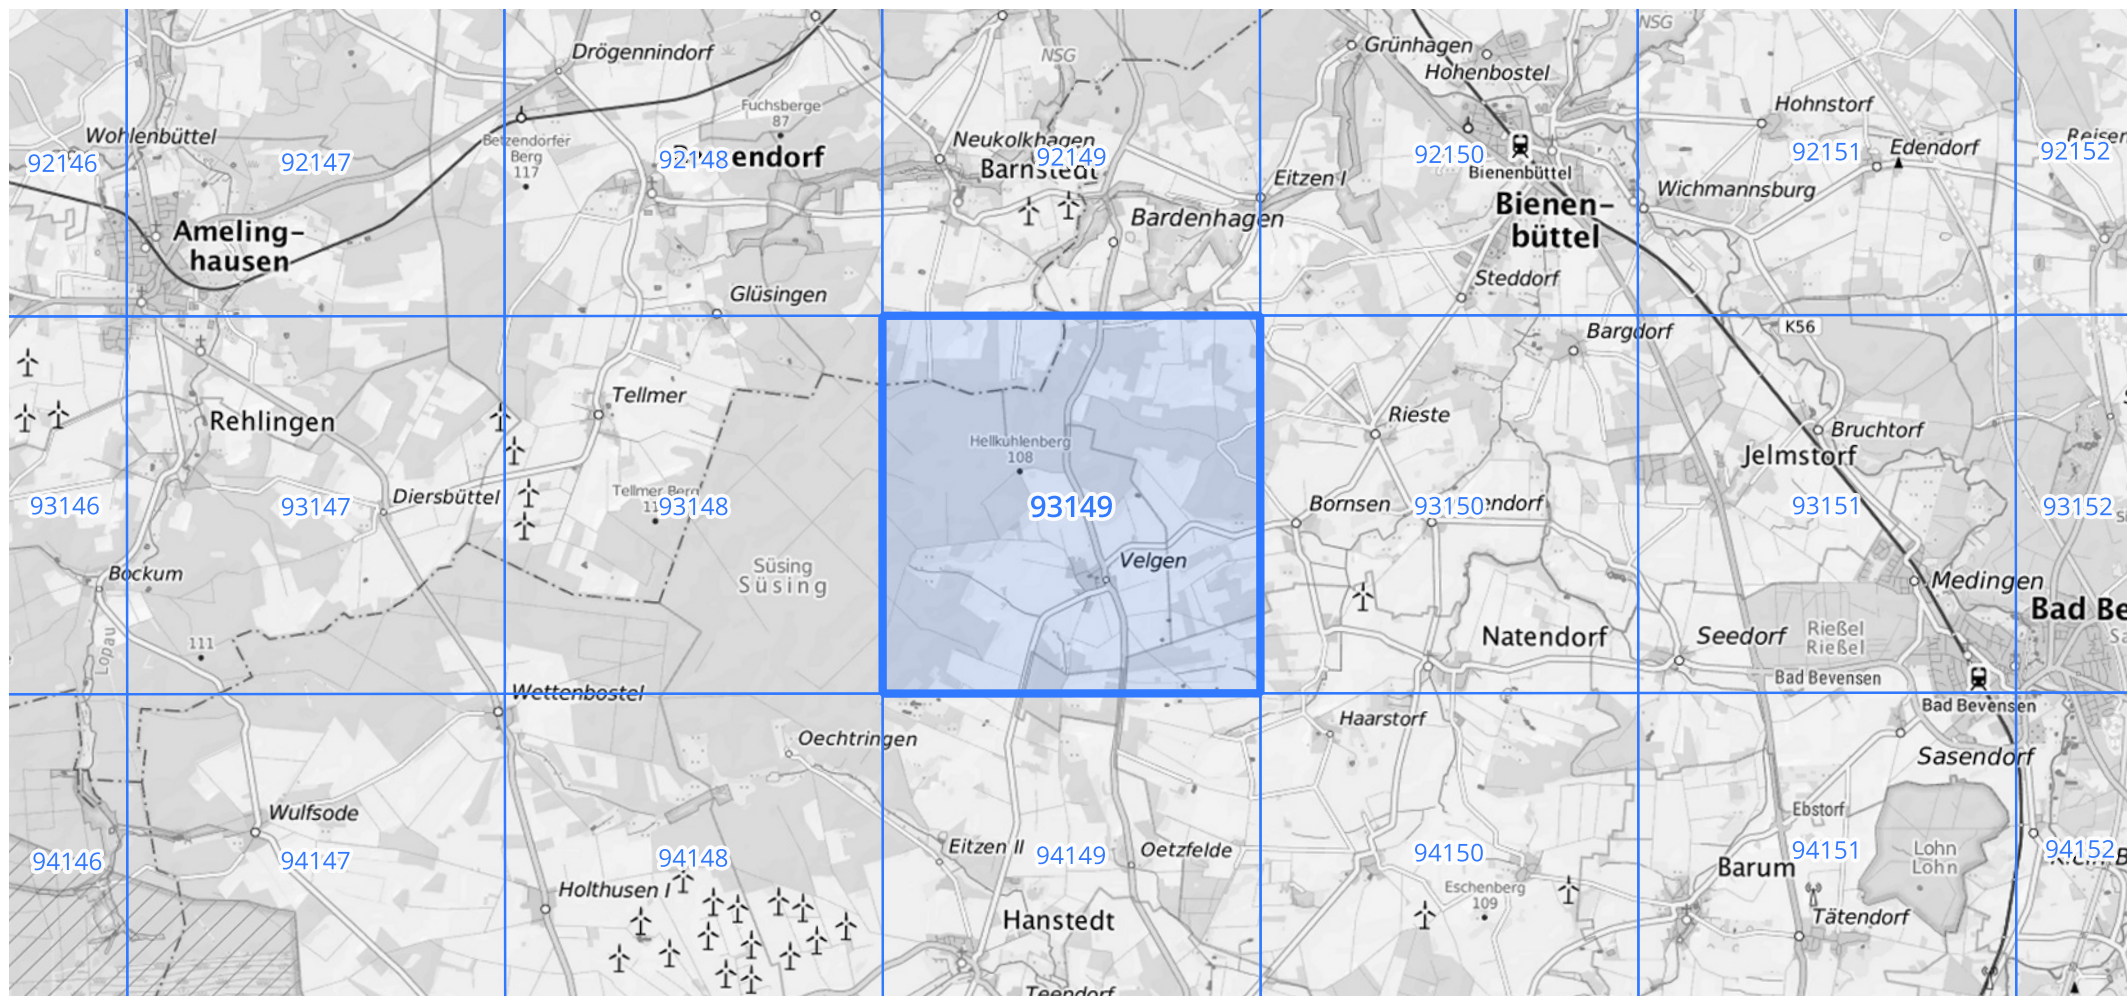 NSG
NSG
Drögennindorf
Grünhagen
Hohenbostel
Fuchsberge
87
Hohnstorf
Wohlenbüttel
Betzendorfer
Berg
117
Neukolkhagen
Edendorf
92146
92147
92148
endorf
92149
Barnstedt
92150
92151
92152
Bienenbüttel
Eitzen I
Wichmannsburg
Bardenhagen
Bienen-
büttel
Ameling-
hausen
Steddorf
Glüsingen
K56
Bargdorf
Tellmer
Rehlingen
Rieste
Bruchtorf
Hellkuhlenberg
108
Jelmstorf
Diersbüttel
Tellmer Berg
93146
93147
93148
93149
Bornsen
93150
endorf
93151
93152
Velgen
Süsing
Süsing
Bockum
Medingen
Bad Be
Lopau
111
Natendorf
Seedorf
Rießel
Rießel
Bad Bevensen
Wettenbostel
Bad Bevensen
Haarstorf
Oechtringen
Sasendorf
Wulfsode
Ebstorf
Eitzen II
Oetzfelde
94146
94147
94148
94149
94150
94151
94152
Lohn
Lohn
Barum
Holthusen I
Eschenberg
109
Hanstedt
Tätendorf
Teendorf